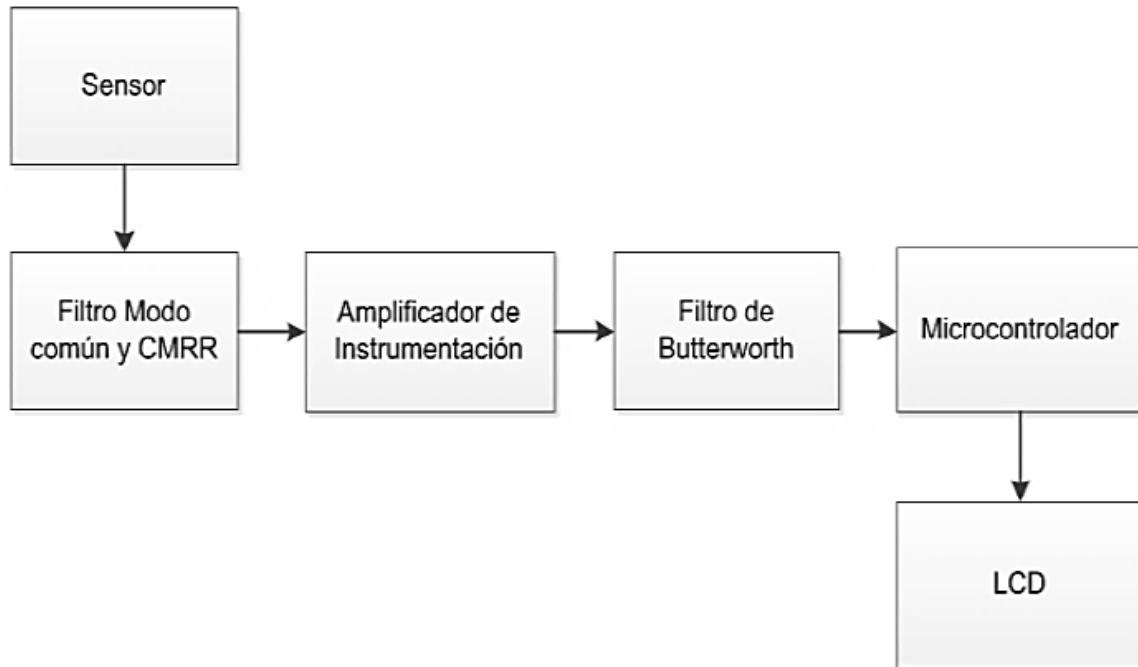 Sensor
Filtro Modo
común y CMRR
Amplificador de
Instrumentación
Filtro de
Butterworth
Microcontrolador
LCD